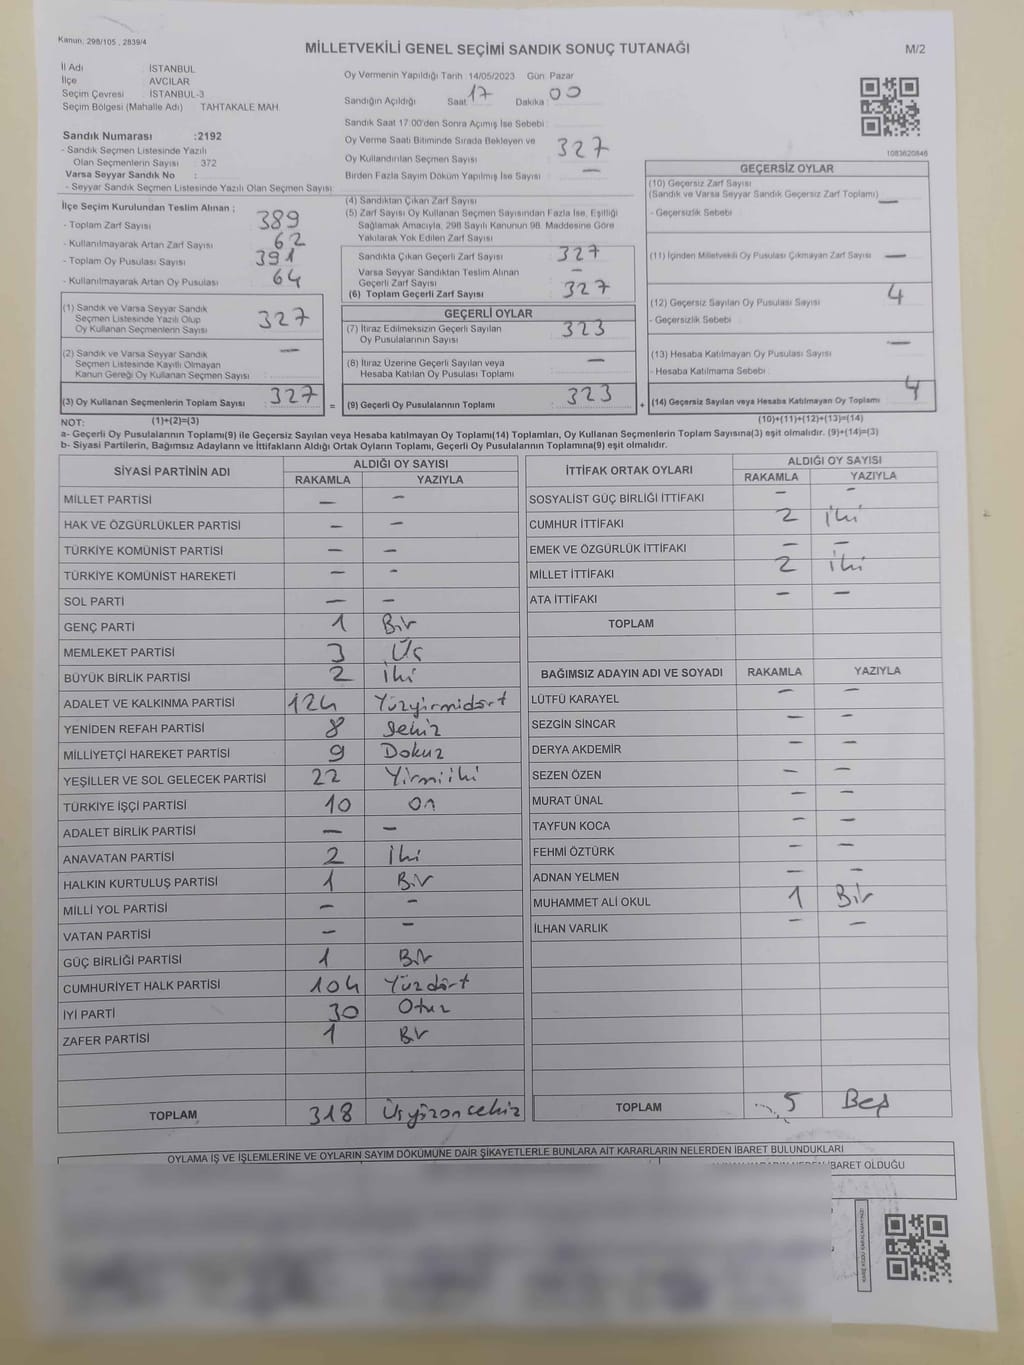 Kanun: 298/105 , 2839/4
MİLLETVEKİLİ GENEL SEÇİMİ SANDIK SONUÇ TUTANAĞI
M/2
İl Adı : İSTANBUL
İlçe : AVCILAR
Seçim Çevresi : İSTANBUL-3
Seçim Bölgesi (Mahalle Adı) : TAHTAKALE MAH.
Oy Vermenin Yapıldığı Tarih :14/05/2023 Gün: Pazar
Sandığın Açıldığı Saat: 17 Dakika: 00
Sandık Saat 17:00'den Sonra Açımış İse Sebebi:
Sandık Numarası :2192
- Sandık Seçmen Listesinde Yazılı
Olan Seçmenlerin Sayısı : 372
Varsa Seyyar Sandık No :
- Seyyar Sandık Seçmen Listesinde Yazılı Olan Seçmen Sayısı:
Oy Verme Saati Bitiminde Sırada Bekleyen ve
Oy Kullandırılan Seçmen Sayısı : 327
Birden Fazla Sayım Döküm Yapılmış İse Sayısı : —
1083620846
İlçe Seçim Kurulundan Teslim Alınan ;
- Toplam Zarf Sayısı : 389
- Kullanılmayarak Artan Zarf Sayısı : 62
- Toplam Oy Pusulası Sayısı : 391
- Kullanılmayarak Artan Oy Pusulası : 64
(1) Sandık ve Varsa Seyyar Sandık
Seçmen Listesinde Yazılı Olup
Oy Kullanan Seçmenlerin Sayısı : 327
(2) Sandık ve Varsa Seyyar Sandık
Seçmen Listesinde Kayıtlı Olmayan
Kanun Gereği Oy Kullanan Seçmen Sayısı : —
(3) Oy Kullanan Seçmenlerin Toplam Sayısı : 327
(4) Sandıktan Çıkan Zarf Sayısı :
(5) Zarf Sayısı Oy Kullanan Seçmen Sayısından Fazla İse, Eşitliği
Sağlamak Amacıyla, 298 Sayılı Kanunun 98. Maddesine Göre
Yakılarak Yok Edilen Zarf Sayısı :
Sandıkta Çıkan Geçerli Zarf Sayısı : 327
Varsa Seyyar Sandıktan Teslim Alınan
Geçerli Zarf Sayısı : —
(6) Toplam Geçerli Zarf Sayısı : 327
GEÇERLİ OYLAR
(7) İtiraz Edilmeksizin Geçerli Sayılan
Oy Pusulalarının Sayısı : 323
(8) İtiraz Üzerine Geçerli Sayılan veya
Hesaba Katılan Oy Pusulası Toplamı : —
= (9) Geçerli Oy Pusulalarının Toplamı : 323
GEÇERSİZ OYLAR
(10) Geçersiz Zarf Sayısı
(Sandık ve Varsa Seyyar Sandık Geçersiz Zarf Toplamı) : —
- Geçersizlik Sebebi :
(11) İçinden Milletvekili Oy Pusulası Çıkmayan Zarf Sayısı : —
(12) Geçersiz Sayılan Oy Pusulası Sayısı : 4
- Geçersizlik Sebebi :
(13) Hesaba Katılmayan Oy Pusulası Sayısı : —
- Hesaba Katılmama Sebebi :
+ (14) Geçersiz Sayılan veya Hesaba Katılmayan Oy Toplamı : 4
NOT: (1)+(2)=(3) (10)+(11)+(12)+(13)=(14)
a- Geçerli Oy Pusulalarının Toplamı(9) ile Geçersiz Sayılan veya Hesaba katılmayan Oy Toplamı(14) Toplamları, Oy Kullanan Seçmenlerin Toplam Sayısına(3) eşit olmalıdır. (9)+(14)=(3)
b- Siyasi Partilerin, Bağımsız Adayların ve İttifakların Aldığı Ortak Oyların Toplamı, Geçerli Oy Pusulalarının Toplamına(9) eşit olmalıdır.
SİYASİ PARTİNİN ADI ALDIĞI OY SAYISI
RAKAMLA YAZIYLA
MİLLET PARTİSİ — —
HAK VE ÖZGÜRLÜKLER PARTİSİ — —
TÜRKİYE KOMÜNİST PARTİSİ — —
TÜRKİYE KOMÜNİST HAREKETİ — —
SOL PARTİ — —
GENÇ PARTİ 1 Bir
MEMLEKET PARTİSİ 3 Üç
BÜYÜK BİRLİK PARTİSİ 2 iki
ADALET VE KALKINMA PARTİSİ 124 Yüzyirmidört
YENİDEN REFAH PARTİSİ 8 Sekiz
MİLLİYETÇİ HAREKET PARTİSİ 9 Dokuz
YEŞİLLER VE SOL GELECEK PARTİSİ 22 Yirmiiki
TÜRKİYE İŞÇİ PARTİSİ 10 On
ADALET BİRLİK PARTİSİ — —
ANAVATAN PARTİSİ 2 İki
HALKIN KURTULUŞ PARTİSİ 1 Bir
MİLLİ YOL PARTİSİ — —
VATAN PARTİSİ — —
GÜÇ BİRLİĞİ PARTİSİ 1 Bir
CUMHURİYET HALK PARTİSİ 104 Yüzdört
İYİ PARTİ 30 Otuz
ZAFER PARTİSİ 1 Bir
TOPLAM 318 Üçyüzonsekiz
İTTİFAK ORTAK OYLARI ALDIĞI OY SAYISI
RAKAMLA YAZIYLA
SOSYALİST GÜÇ BİRLİĞİ İTTİFAKI — —
CUMHUR İTTİFAKI 2 iki
EMEK VE ÖZGÜRLÜK İTTİFAKI — —
MİLLET İTTİFAKI 2 iki
ATA İTTİFAKI — —
TOPLAM
BAĞIMSIZ ADAYIN ADI VE SOYADI RAKAMLA YAZIYLA
LÜTFÜ KARAYEL — —
SEZGİN SİNCAR — —
DERYA AKDEMİR — —
SEZEN ÖZEN — —
MURAT ÜNAL — —
TAYFUN KOCA — —
FEHMİ ÖZTÜRK — —
ADNAN YELMEN — —
MUHAMMET ALİ OKUL 1 Bir
İLHAN VARLIK — —
TOPLAM 5 Beş
OYLAMA İŞ VE İŞLEMLERİNE VE OYLARIN SAYIM DÖKÜMÜNE DAİR ŞİKAYETLERLE BUNLARA AİT KARARLARIN NELERDEN İBARET BULUNDUKLARI
İBARET OLDUĞU